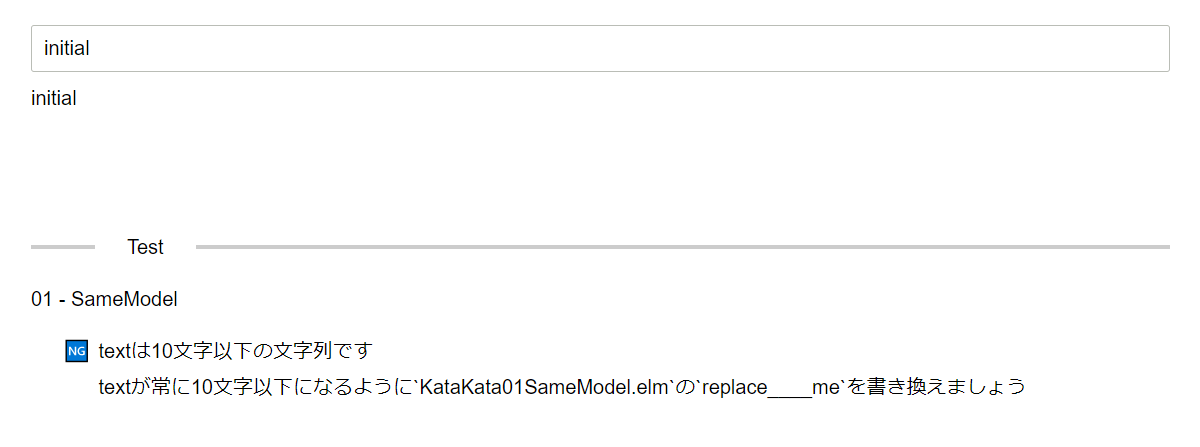 initial
initial
Test
01 - SameModel
NG textは10文字以下の文字列です
textが常に10文字以下になるように`KataKata01SameModel.elm`の`replace____me`を書き換えましょう